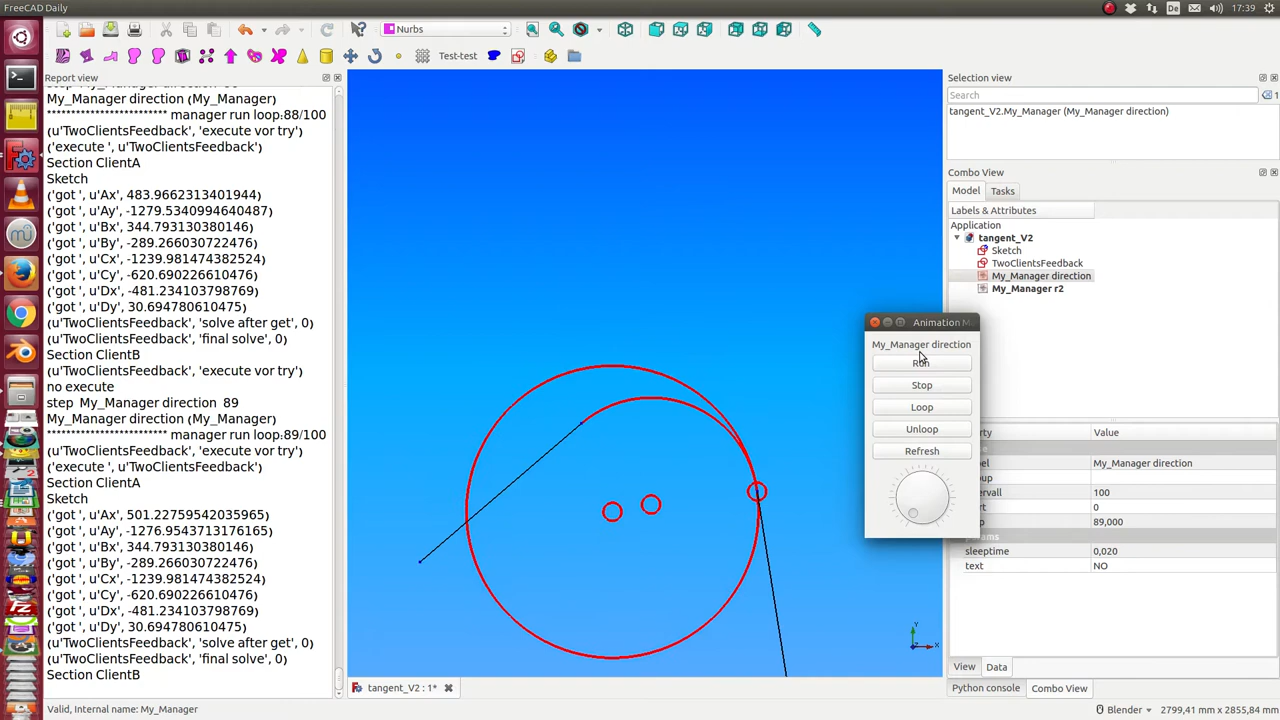 FreeCAD Daily
De
17:39
Nurbs
Test-test
Report view
My_Manager direction (My_Manager)
************************ manager run loop:88/100
(u'TwoClientsFeedback', 'execute vor try')
('execute ', u'TwoClientsFeedback')
Section ClientA
Sketch
('got ', u'Ax', 483.9662313401944)
('got ', u'Ay', -1279.5340994640487)
('got ', u'Bx', 344.793130380146)
('got ', u'By', -289.266030722476)
('got ', u'Cx', -1239.981474382524)
('got ', u'Cy', -620.690226610476)
('got ', u'Dx', -481.234103798769)
('got ', u'Dy', 30.694780610475)
(u'TwoClientsFeedback', 'solve after get', 0)
(u'TwoClientsFeedback', 'final solve', 0)
Section ClientB
(u'TwoClientsFeedback', 'execute vor try')
no execute
step  My_Manager direction  89
My_Manager direction (My_Manager)
************************ manager run loop:89/100
(u'TwoClientsFeedback', 'execute vor try')
('execute ', u'TwoClientsFeedback')
Section ClientA
Sketch
('got ', u'Ax', 501.22759542035965)
('got ', u'Ay', -1276.9543713176165)
('got ', u'Bx', 344.793130380146)
('got ', u'By', -289.266030722476)
('got ', u'Cx', -1239.981474382524)
('got ', u'Cy', -620.690226610476)
('got ', u'Dx', -481.234103798769)
('got ', u'Dy', 30.694780610475)
(u'TwoClientsFeedback', 'solve after get', 0)
(u'TwoClientsFeedback', 'final solve', 0)
Section ClientB
Y
X
tangent_V2 : 1*
Animation
My_Manager direction
Run
Stop
Loop
Unloop
Refresh
Selection view
Search
1
tangent_V2.My_Manager (My_Manager direction)
Combo View
Model
Tasks
Labels & Attributes
Application
tangent_V2
Sketch
TwoClientsFeedback
My_Manager direction
My_Manager r2
Value
My_Manager direction
100
0
89,000
sleeptime
0,020
text
NO
View
Data
Python console
Combo View
Valid, Internal name: My_Manager
Blender
2799,41 mm x 2855,84 mm